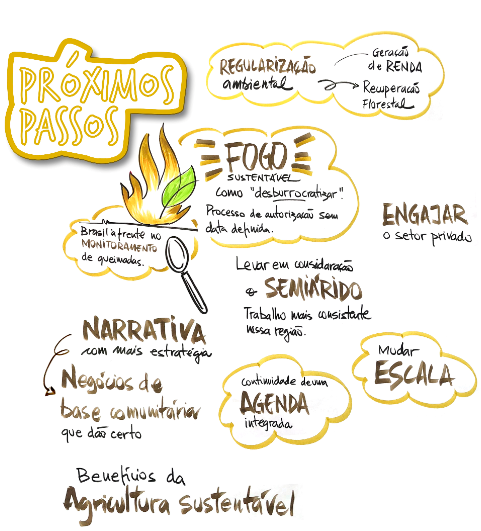 PRÓXIMOS
PASSOS
REGULARIZAÇÃO
ambiental
Geração
de RENDA
Recuperação
Florestal
FOGO
SUSTENTÁVEL
como "desburrocratizar".
Processo de autorização sem
data definida.
Brasil à frente no
MONITORAMENTO
de queimadas.
ENGAJAR
o setor privado
Levar em consideração
o SEMIÁRIDO
Trabalho mais consistente
nessa região.
NARRATIVA
com mais estratégia
Negócios de
base comunitária
que dão certo
continuidade de uma
AGENDA
integrada
Mudar
ESCALA
Benefícios da
Agricultura sustentável